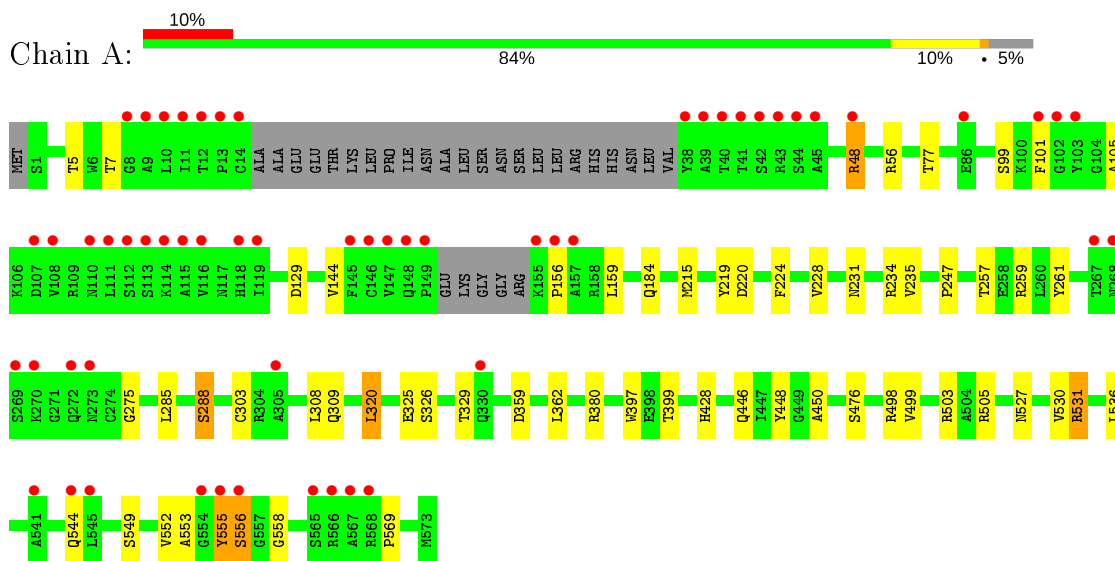 10%
Chain A:
84% 10% • 5%
MET S1 T5 W6 T7 G8 A9 L10 I11 T12 P13 C14 ALA ALA GLU GLU THR LYS LEU PRO ILE ASN ALA LEU SER ASN SER LEU LEU ARG HIS HIS ASN LEU VAL Y38 A39 T40 T41 S42 R43 S44 A45 R48 R56 T77 E86 S99 K100 F101 G102 Y103 G104 A105
K106 D107 V108 R109 N110 L111 S112 S113 K114 A115 V116 N117 H118 I119 D129 V144 F145 C146 V147 Q148 P149 GLU LYS GLY GLY ARG K155 P156 A157 R158 L159 Q184 M215 Y219 D220 F224 V228 N231 R234 V235 P247 T257 E258 R259 L260 Y261 T267 N268
S269 K270 G271 Q272 N273 C274 G275 L285 S288 C303 R304 A305 L308 Q309 L320 E325 S326 T329 Q330 D359 L362 R380 W397 E398 T399 H428 Q446 I447 Y448 G449 A450 S476 R498 V499 R503 A504 R505 N527 V530 R531 L536
A541 Q544 L545 S549 V552 A553 G554 Y555 S556 G557 G558 S565 R566 A567 R568 P569 M573